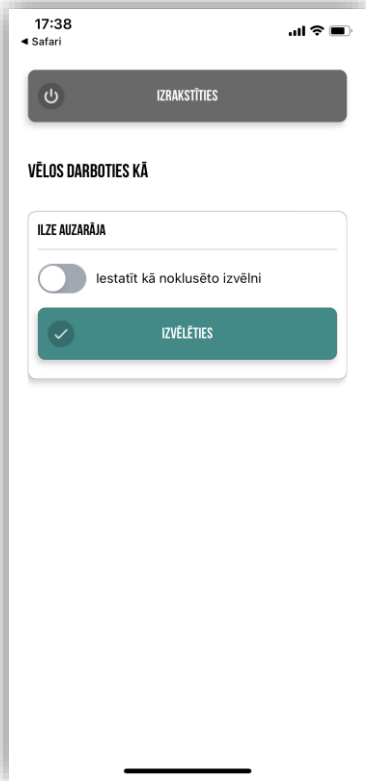 17:38
◀ Safari
IZRAKSTĪTIES
VĒLOS DARBOTIES KĀ
ILZE AUZARĀJA
Iestatīt kā noklusēto izvēlni
IZVĒLĒTIES